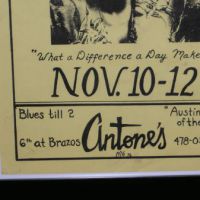 "What a Difference a Day Make
NOV. 10-12
Blues till 2
"Austin
of the
6th at Brazos
Antone's
478-0